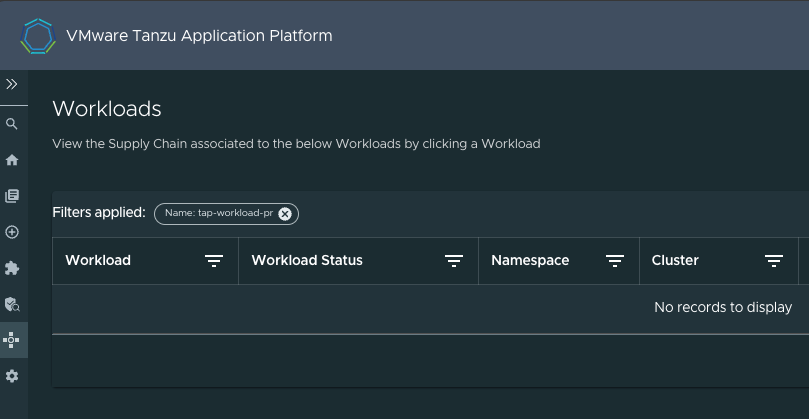 VMware Tanzu Application Platform
Workloads
View the Supply Chain associated to the below Workloads by clicking a Workload
Filters applied: Name: tap-workload-pr
Workload Workload Status Namespace Cluster
No records to display